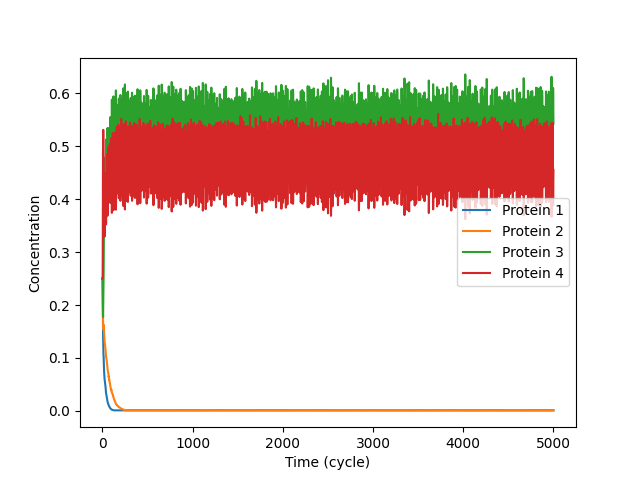 0.6
0.5
0.4
0.3
0.2
0.1
0.0
Concentration
Protein 1
Protein 2
Protein 3
Protein 4
0 1000 2000 3000 4000 5000
Time (cycle)